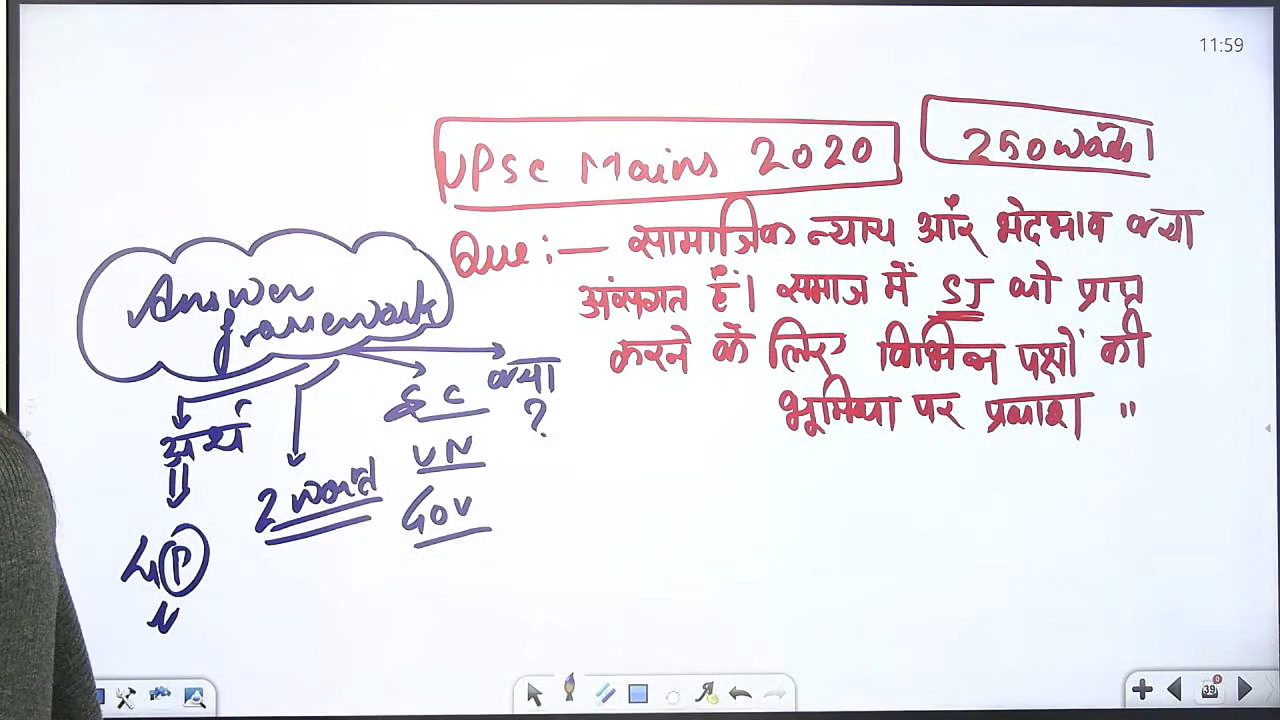 11:59
UPSC Mains 2020
250 words।
Que:- सामाजिक न्याय और भेदभाव क्या
असंगत हैं। समाज में SJ को प्राप्त
करने के लिए विभिन्न पक्षों की
भूमिका पर प्रकाश। "
Answer
framework
अर्थ
2 word
SC
UN
Gov
क्या
?
P
39